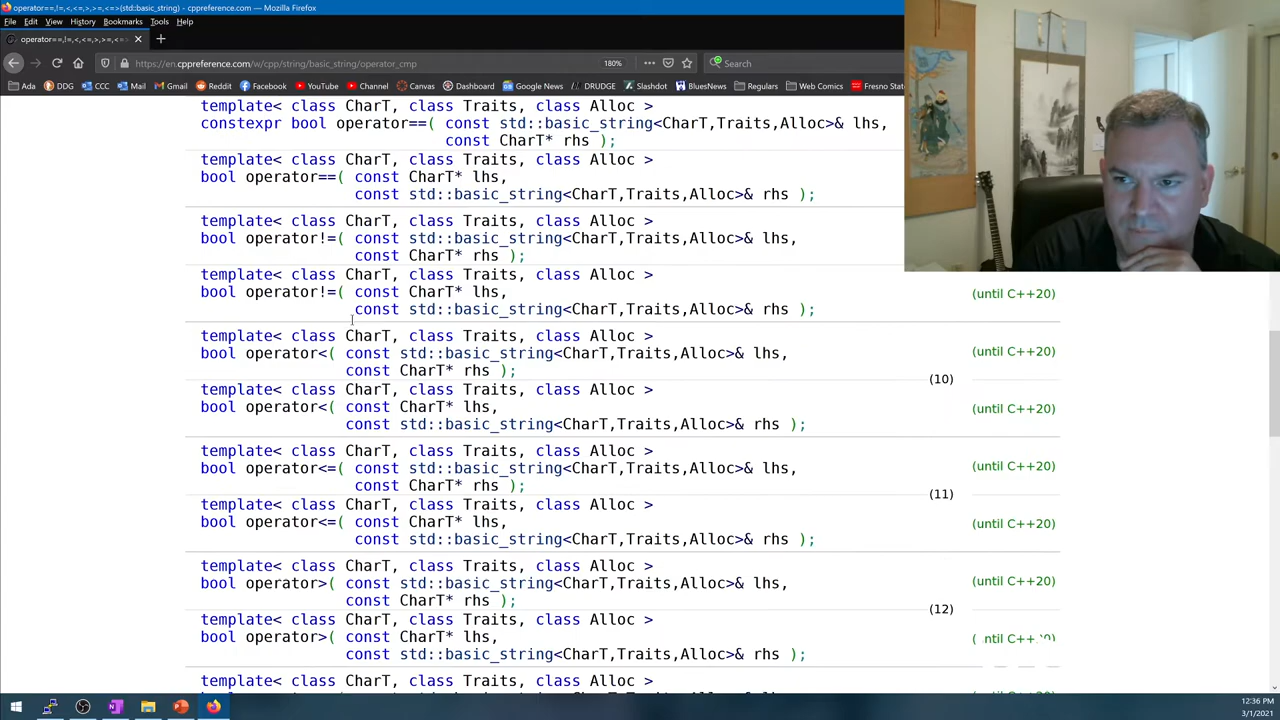 operator==,!=,<,<=,>,>=,<=>(std::basic_string) - cppreference.com - Mozilla Firefox
File Edit View History Bookmarks Tools Help
operator==,!=,<,<=,>,>=,<=>
https://en.cppreference.com/w/cpp/string/basic_string/operator_cmp 180% Search
Ada DDG CCC Mail Gmail Reddit Facebook YouTube Channel Canvas Dashboard Google News DRUDGE Slashdot BluesNews Regulars Web Comics Fresno Stat
template< class CharT, class Traits, class Alloc >
constexpr bool operator==( const std::basic_string<CharT,Traits,Alloc>& lhs,
const CharT* rhs );
template< class CharT, class Traits, class Alloc >
bool operator==( const CharT* lhs,
const std::basic_string<CharT,Traits,Alloc>& rhs );
template< class CharT, class Traits, class Alloc >
bool operator!=( const std::basic_string<CharT,Traits,Alloc>& lhs,
const CharT* rhs );
template< class CharT, class Traits, class Alloc >
bool operator!=( const CharT* lhs, (until C++20)
const std::basic_string<CharT,Traits,Alloc>& rhs );
template< class CharT, class Traits, class Alloc >
bool operator<( const std::basic_string<CharT,Traits,Alloc>& lhs, (until C++20)
const CharT* rhs );
(10)
template< class CharT, class Traits, class Alloc >
bool operator<( const CharT* lhs, (until C++20)
const std::basic_string<CharT,Traits,Alloc>& rhs );
template< class CharT, class Traits, class Alloc >
bool operator<=( const std::basic_string<CharT,Traits,Alloc>& lhs, (until C++20)
const CharT* rhs );
(11)
template< class CharT, class Traits, class Alloc >
bool operator<=( const CharT* lhs, (until C++20)
const std::basic_string<CharT,Traits,Alloc>& rhs );
template< class CharT, class Traits, class Alloc >
bool operator>( const std::basic_string<CharT,Traits,Alloc>& lhs, (until C++20)
const CharT* rhs );
(12)
template< class CharT, class Traits, class Alloc >
bool operator>( const CharT* lhs,
const std::basic_string<CharT,Traits,Alloc>& rhs );
template< class CharT, class Traits, class Alloc >
12:36 PM
3/1/2021